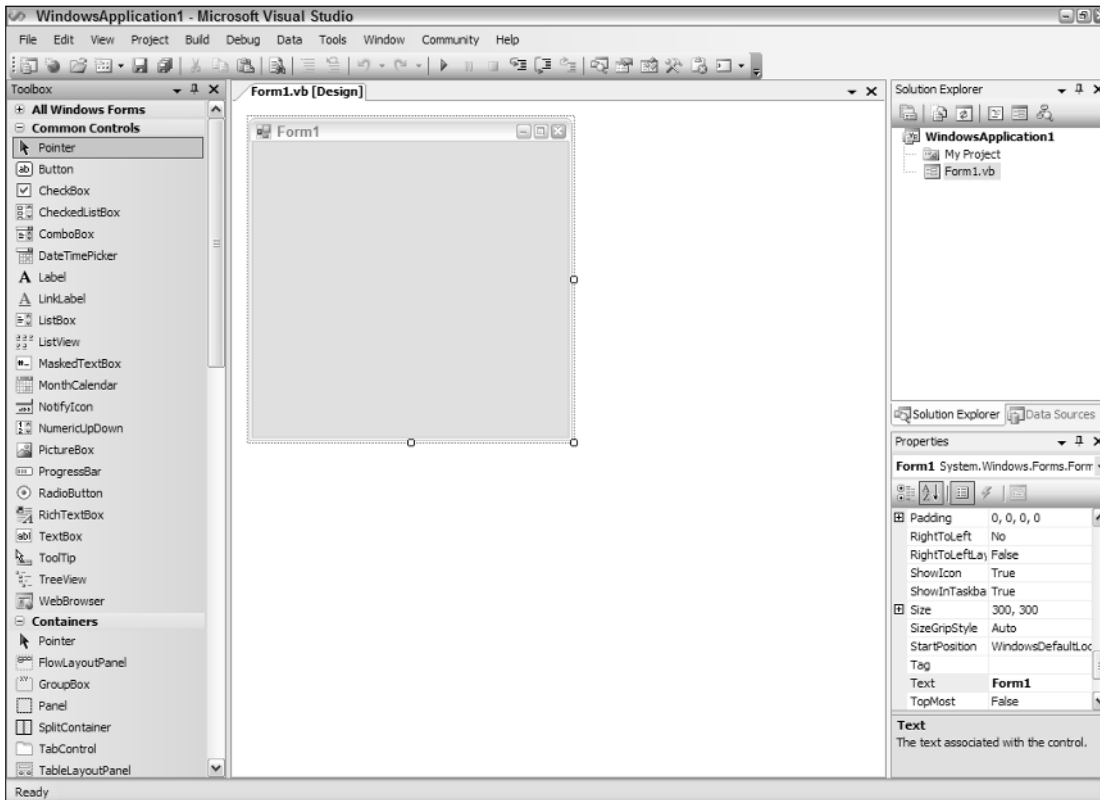 WindowsApplication1 - Microsoft Visual Studio
File Edit View Project Build Debug Data Tools Window Community Help
Toolbox
All Windows Forms
Common Controls
Pointer
Button
CheckBox
CheckedListBox
ComboBox
DateTimePicker
Label
LinkLabel
ListBox
ListView
MaskedTextBox
MonthCalendar
NotifyIcon
NumericUpDown
PictureBox
ProgressBar
RadioButton
RichTextBox
TextBox
ToolTip
TreeView
WebBrowser
Containers
Pointer
FlowLayoutPanel
GroupBox
Panel
SplitContainer
TabControl
TableLayoutPanel
Form1.vb [Design]
Form1
Solution Explorer
WindowsApplication1
My Project
Form1.vb
Solution Explorer Data Sources
Properties
Form1 System.Windows.Forms.Form
Padding 0, 0, 0, 0
RightToLeft No
RightToLeftLay False
ShowIcon True
ShowInTaskba True
Size 300, 300
SizeGripStyle Auto
StartPosition WindowsDefaultLoc
Tag
Text Form1
TopMost False
Text
The text associated with the control.
Ready